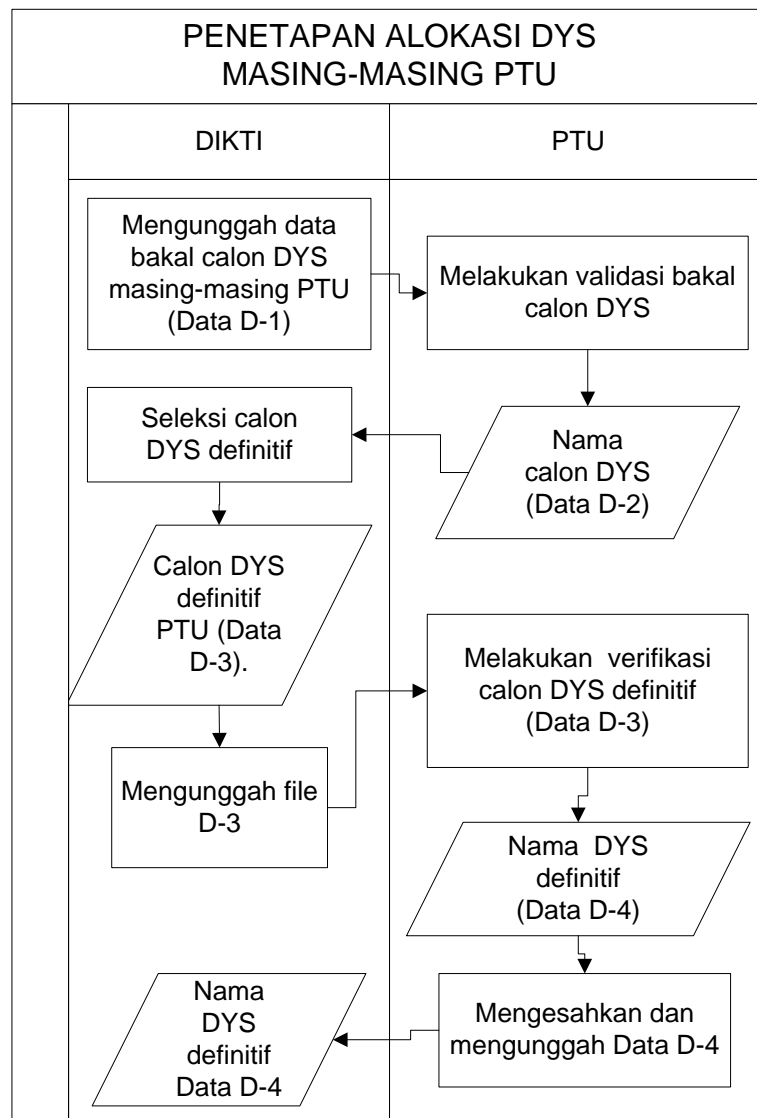 PENETAPAN ALOKASI DYS
MASING-MASING PTU
DIKTI
PTU
Mengunggah data
bakal calon DYS
masing-masing PTU
(Data D-1)
Melakukan validasi bakal
calon DYS
Nama
calon DYS
(Data D-2)
Seleksi calon
DYS definitif
Calon DYS
definitif
PTU (Data
D-3).
Mengunggah file
D-3
Melakukan verifikasi
calon DYS definitif
(Data D-3)
Nama DYS
definitif
(Data D-4)
Mengesahkan dan
mengunggah Data D-4
Nama
DYS
definitif
Data D-4